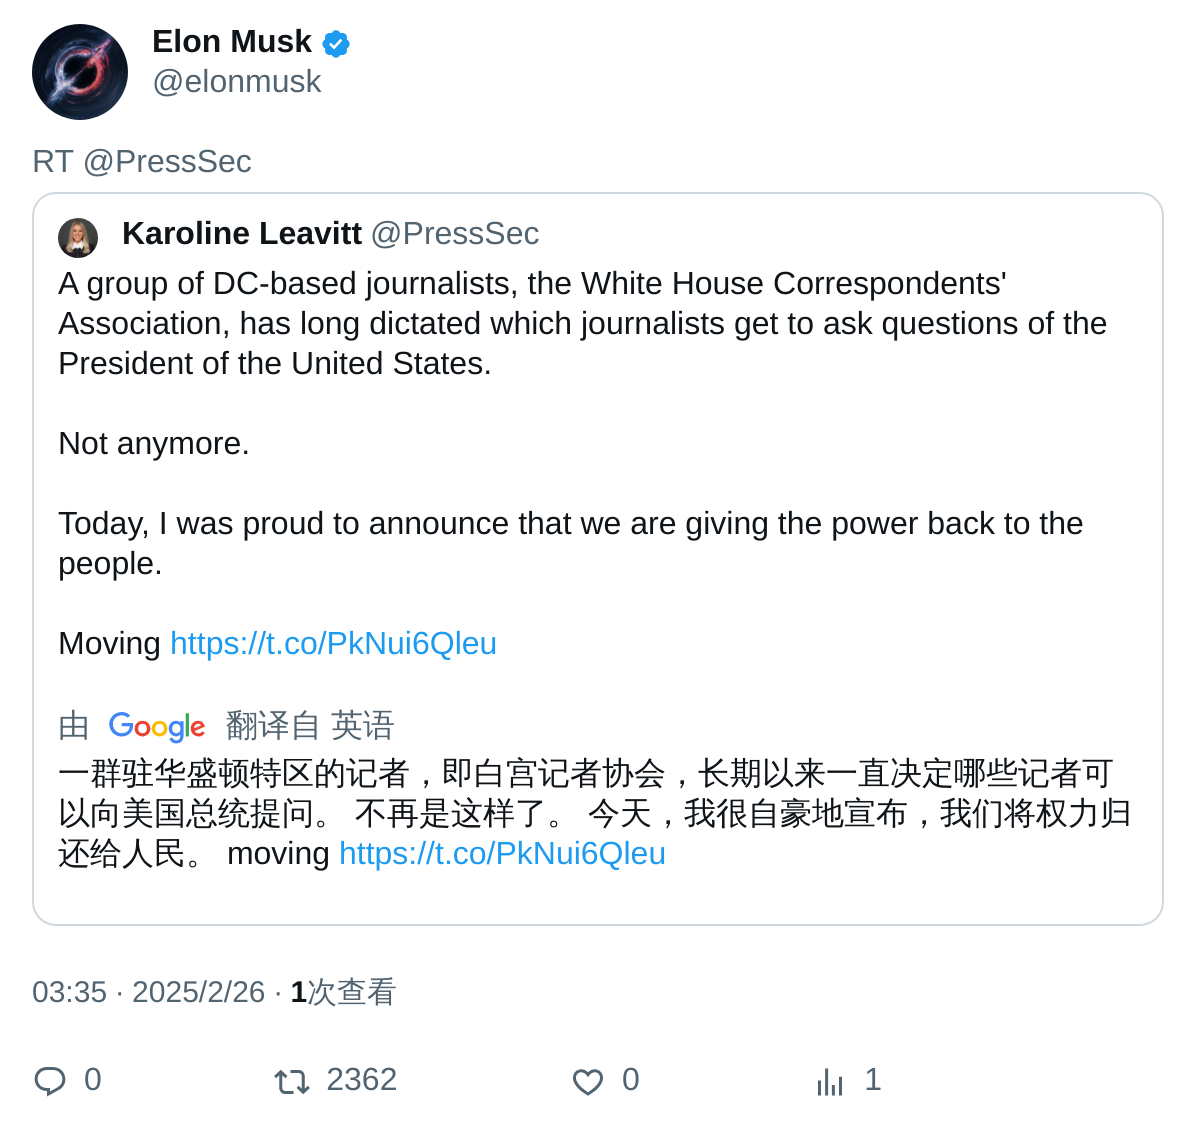 Elon Musk
@elonmusk
RT @PressSec
Karoline Leavitt @PressSec
A group of DC-based journalists, the White House Correspondents'
Association, has long dictated which journalists get to ask questions of the
President of the United States.
Not anymore.
Today, I was proud to announce that we are giving the power back to the
people.
Moving https://t.co/PkNui6Qleu
由 Google 翻译自 英语
一群驻华盛顿特区的记者，即白宫记者协会，长期以来一直决定哪些记者可
以向美国总统提问。 不再是这样了。 今天，我很自豪地宣布，我们将权力归
还给人民。 moving https://t.co/PkNui6Qleu
03:35 · 2025/2/26 · 1次查看
0 2362 0 1